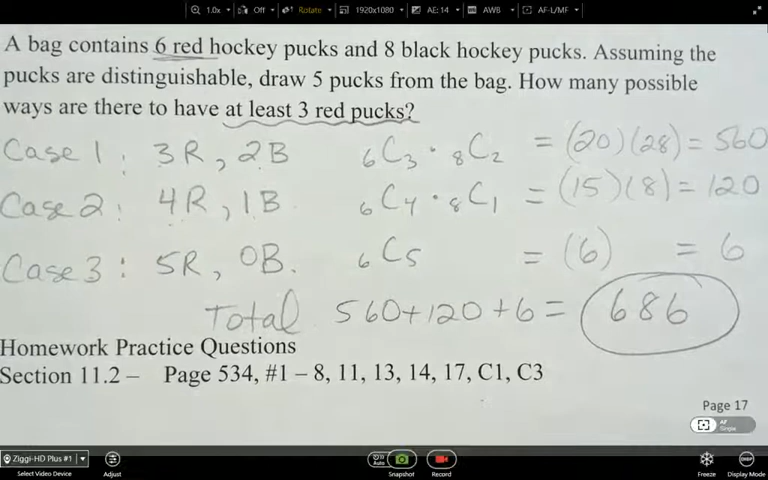 1.0x Off Rotate 1920x1080 AE: 14 AWB AF-L/MF
A bag contains 6 red hockey pucks and 8 black hockey pucks. Assuming the
pucks are distinguishable, draw 5 pucks from the bag. How many possible
ways are there to have at least 3 red pucks?
Case 1 : 3R, 2B 6C3 · 8C2 = (20)(28) = 560
Case 2 : 4R, 1B 6C4 · 8C1 = (15)(8) = 120
Case 3 : 5R, 0B. 6C5 = (6) = 6
Total 560+120+6 = 686
Homework Practice Questions
Section 11.2 – Page 534, #1 – 8, 11, 13, 14, 17, C1, C3
Page 17
AF
Single
Ziggi-HD Plus #1
Auto
Select Video Device Adjust Snapshot Record Freeze Display Mode